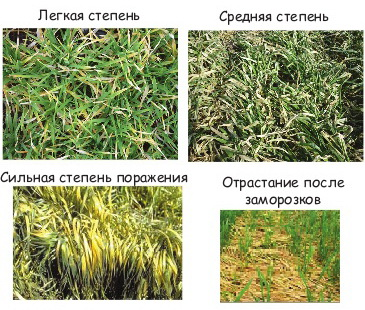 Легкая степень
Средняя степень
Сильная степень поражения
Отрастание после
заморозков